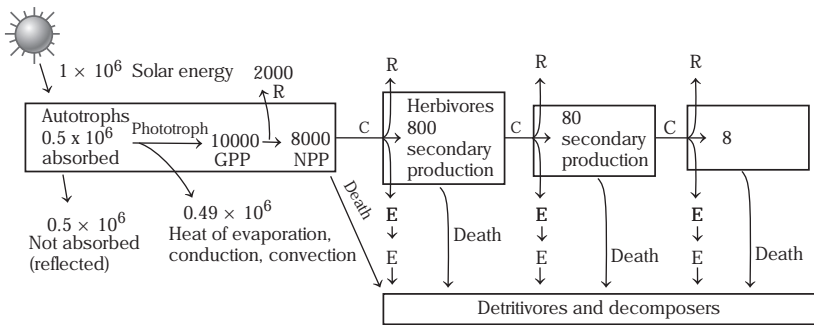 1 × 10⁶ Solar energy
2000
R
R
R
R
Autotrophs
0.5 x 10⁶
absorbed
Phototroph
10000
GPP
8000
NPP
C
Herbivores
800
secondary
production
C
80
secondary
production
C
8
0.5 × 10⁶
Not absorbed
(reflected)
0.49 × 10⁶
Heat of evaporation,
conduction, convection
Death
E
E
Death
E
E
Death
E
E
Death
Detritivores and decomposers